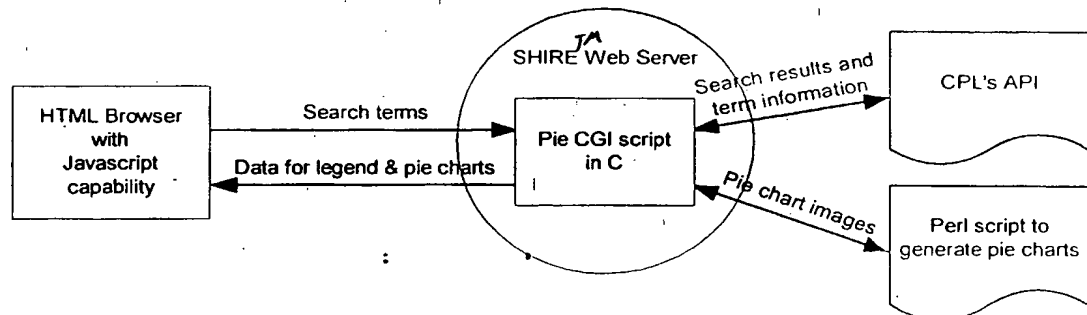 JM
SHIRE Web Server
HTML Browser
with
Javascript
capability
Search terms
Data for legend & pie charts
Pie CGI script
in C
Search results and
term information
CPL's API
Pie chart images
Perl script to
generate pie charts